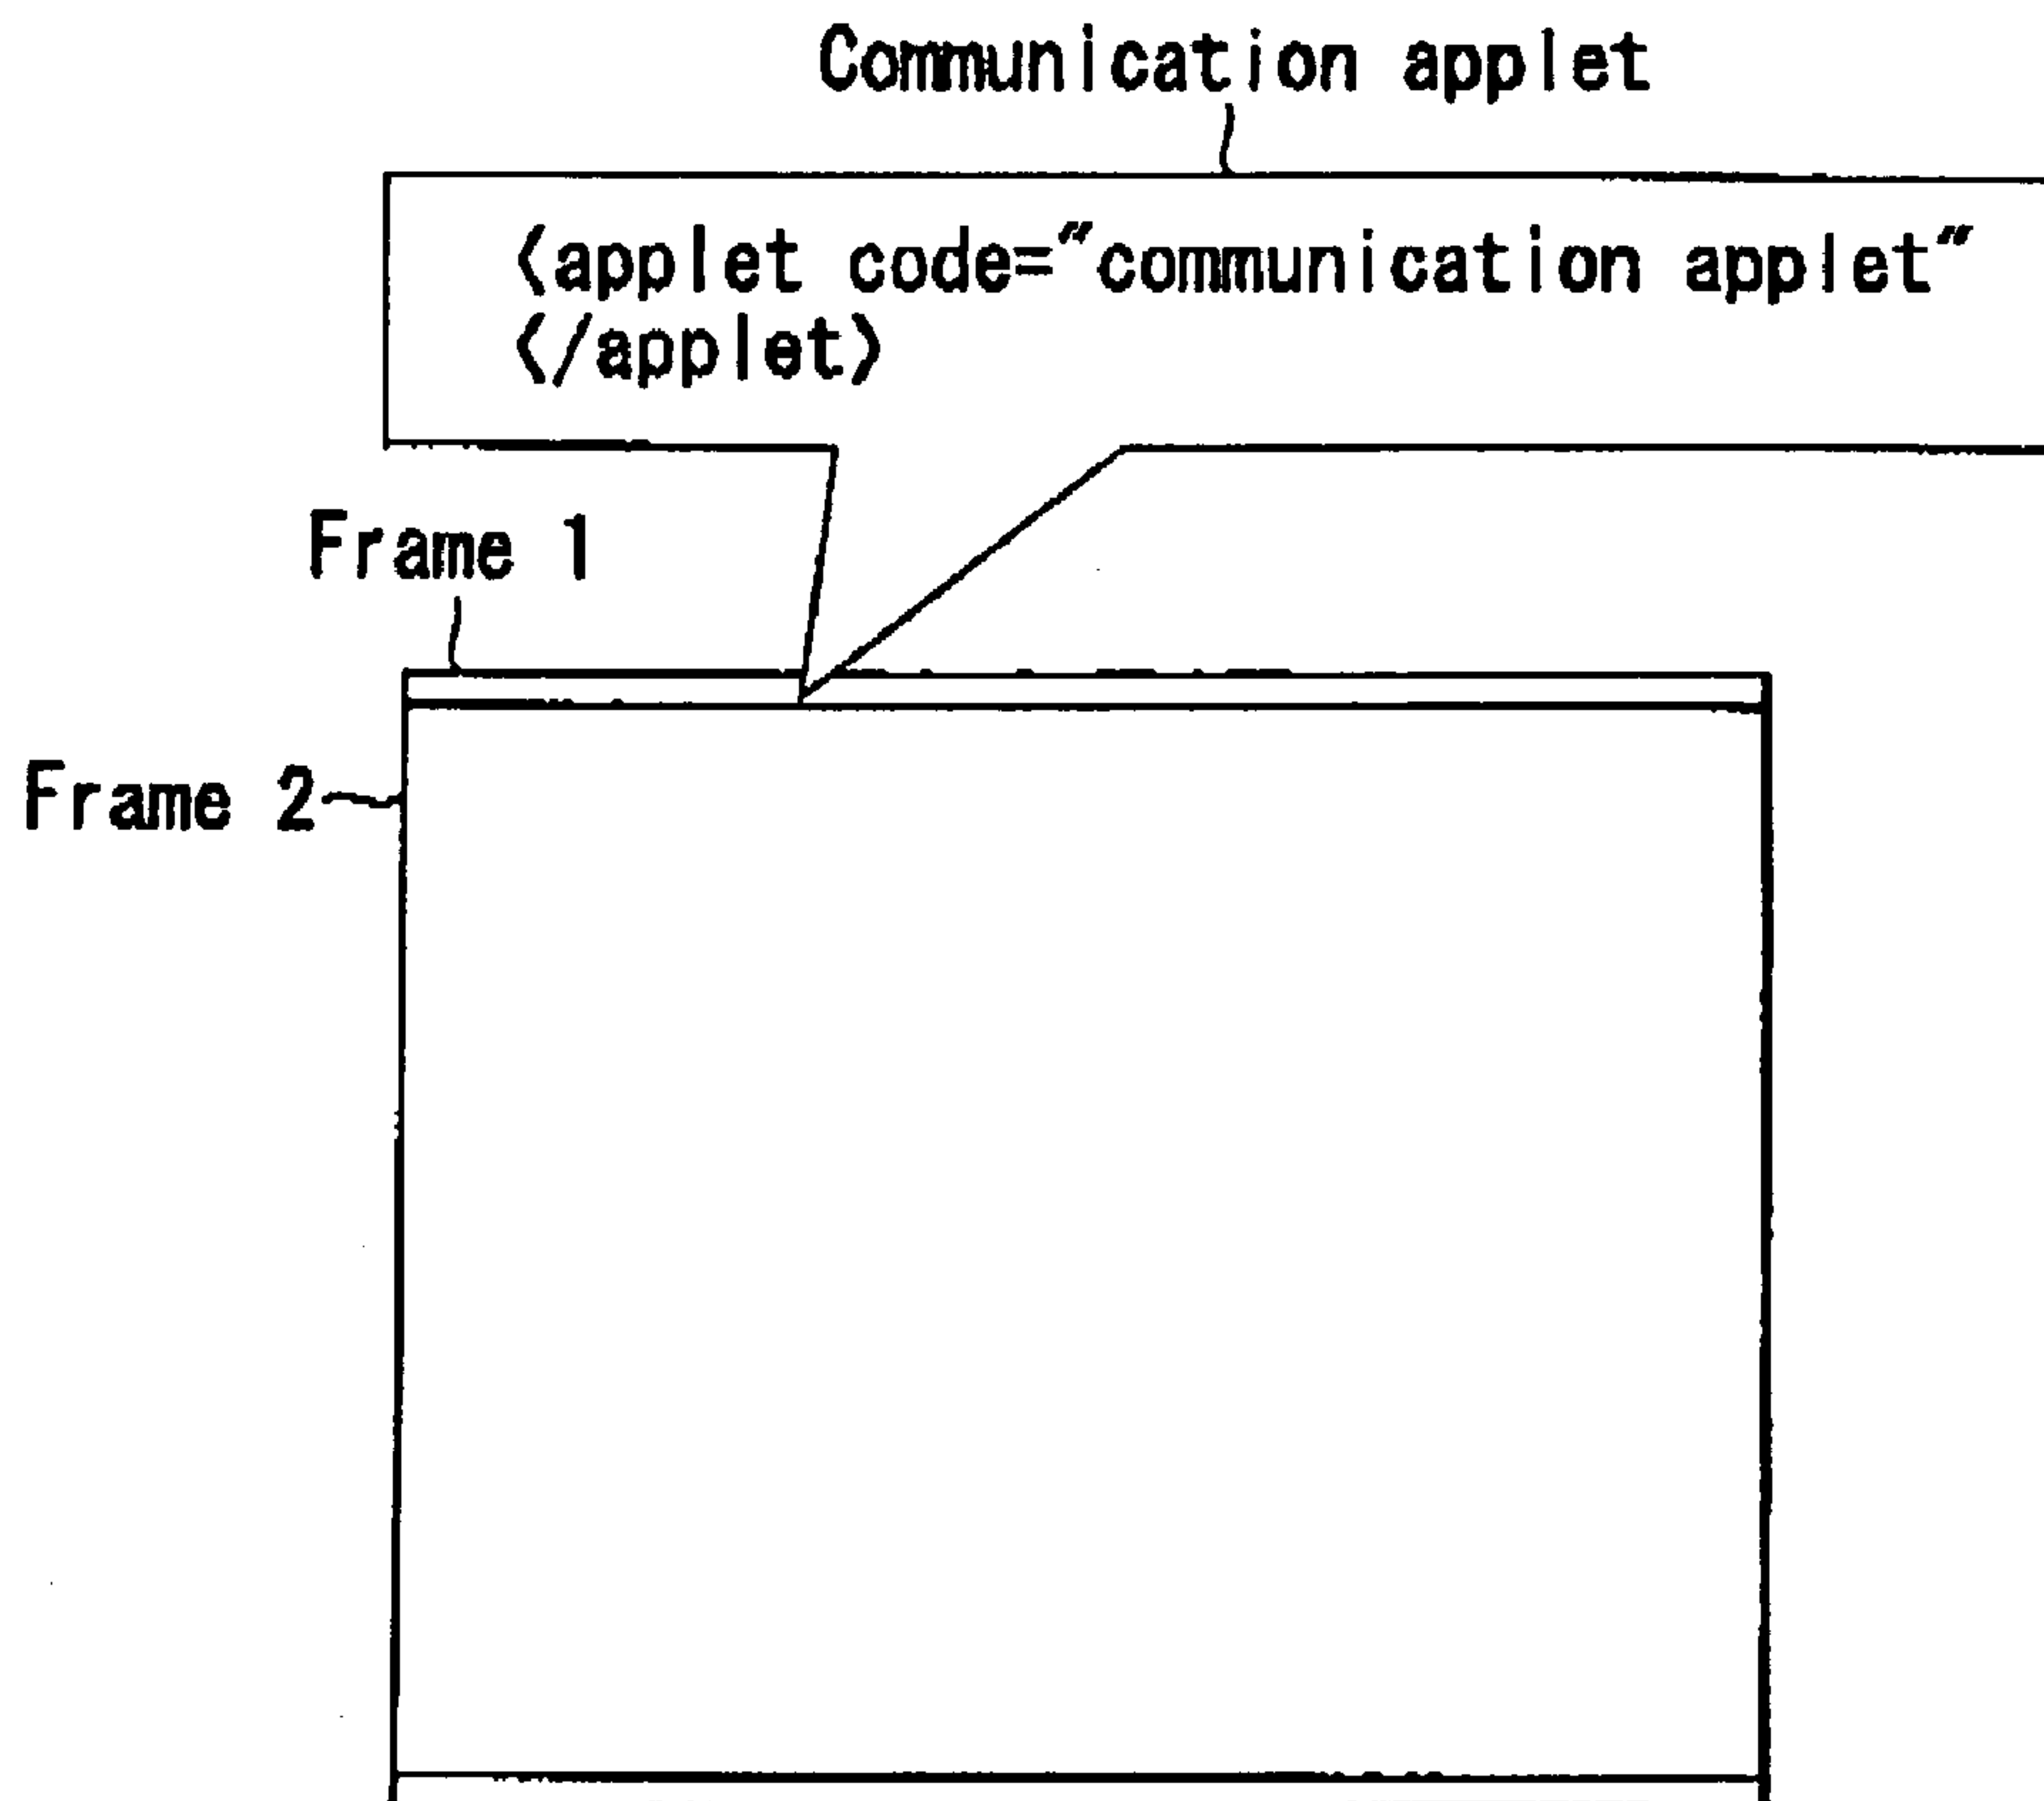 Communication applet
<applet code="communication applet"
</applet>
Frame 1
Frame 2